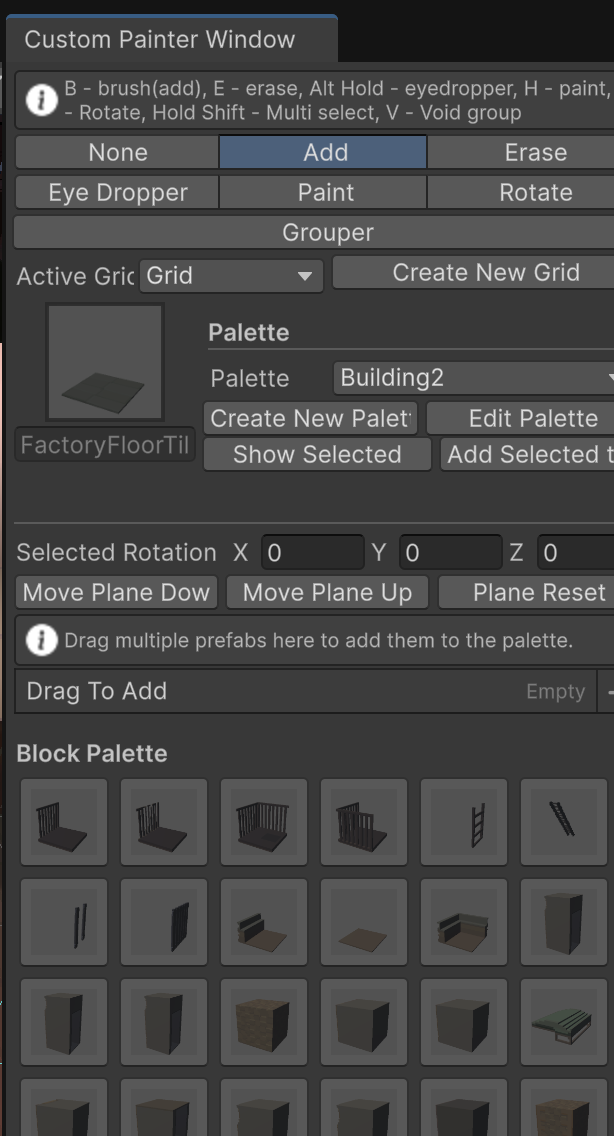 Custom Painter Window
B - brush(add), E - erase, Alt Hold - eyedropper, H - paint,
- Rotate, Hold Shift - Multi select, V - Void group
None Add Erase
Eye Dropper Paint Rotate
Grouper
Active Gric Grid Create New Grid
Palette
Palette Building2
Create New Palet Edit Palette
FactoryFloorTil
Show Selected Add Selected t
Selected Rotation X 0 Y 0 Z 0
Move Plane Dow Move Plane Up Plane Reset
Drag multiple prefabs here to add them to the palette.
Drag To Add Empty
Block Palette